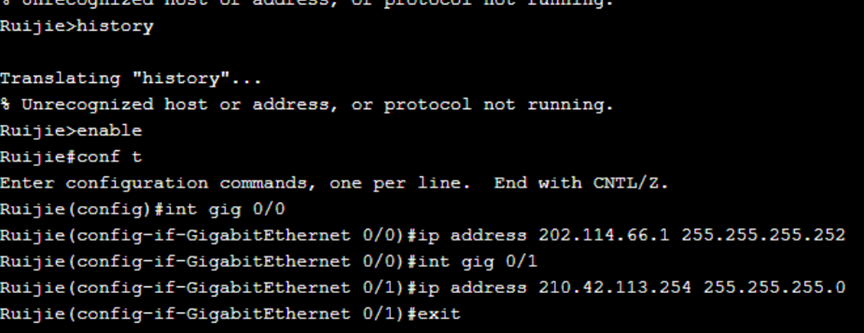 % Unrecognized host or address, or protocol not running.
Ruijie>history
Translating "history"...
% Unrecognized host or address, or protocol not running.
Ruijie>enable
Ruijie#conf t
Enter configuration commands, one per line.  End with CNTL/Z.
Ruijie(config)#int gig 0/0
Ruijie(config-if-GigabitEthernet 0/0)#ip address 202.114.66.1 255.255.255.252
Ruijie(config-if-GigabitEthernet 0/0)#int gig 0/1
Ruijie(config-if-GigabitEthernet 0/1)#ip address 210.42.113.254 255.255.255.0
Ruijie(config-if-GigabitEthernet 0/1)#exit